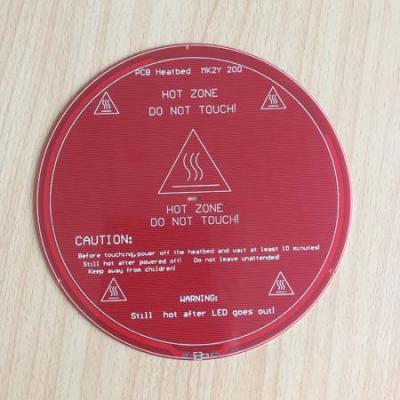 PCB Heatbed MK2Y 200
HOT ZONE
DO NOT TOUCH!
HOT ZONE
DO NOT TOUCH!
CAUTION:
Before touching,power off the heatbed and wait at least 10 minutes!
Still hot after powered off! Do not leave unattended!
Keep away from children!
WARNING:
Still hot after LED goes out!